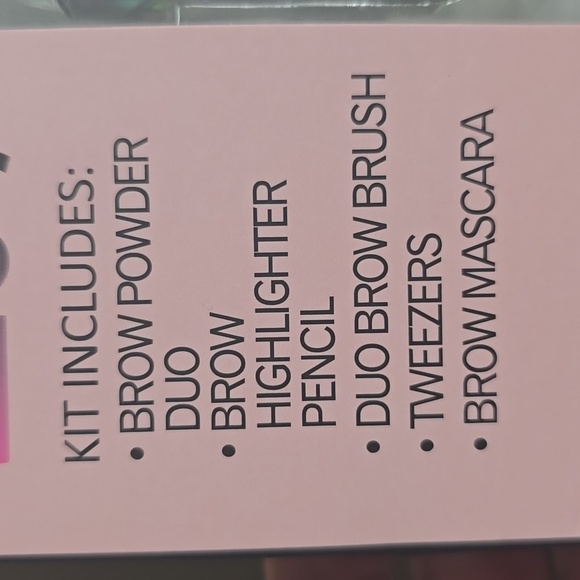 KIT INCLUDES:
• BROW POWDER
DUO
• BROW
HIGHLIGHTER
PENCIL
• DUO BROW BRUSH
• TWEEZERS
• BROW MASCARA